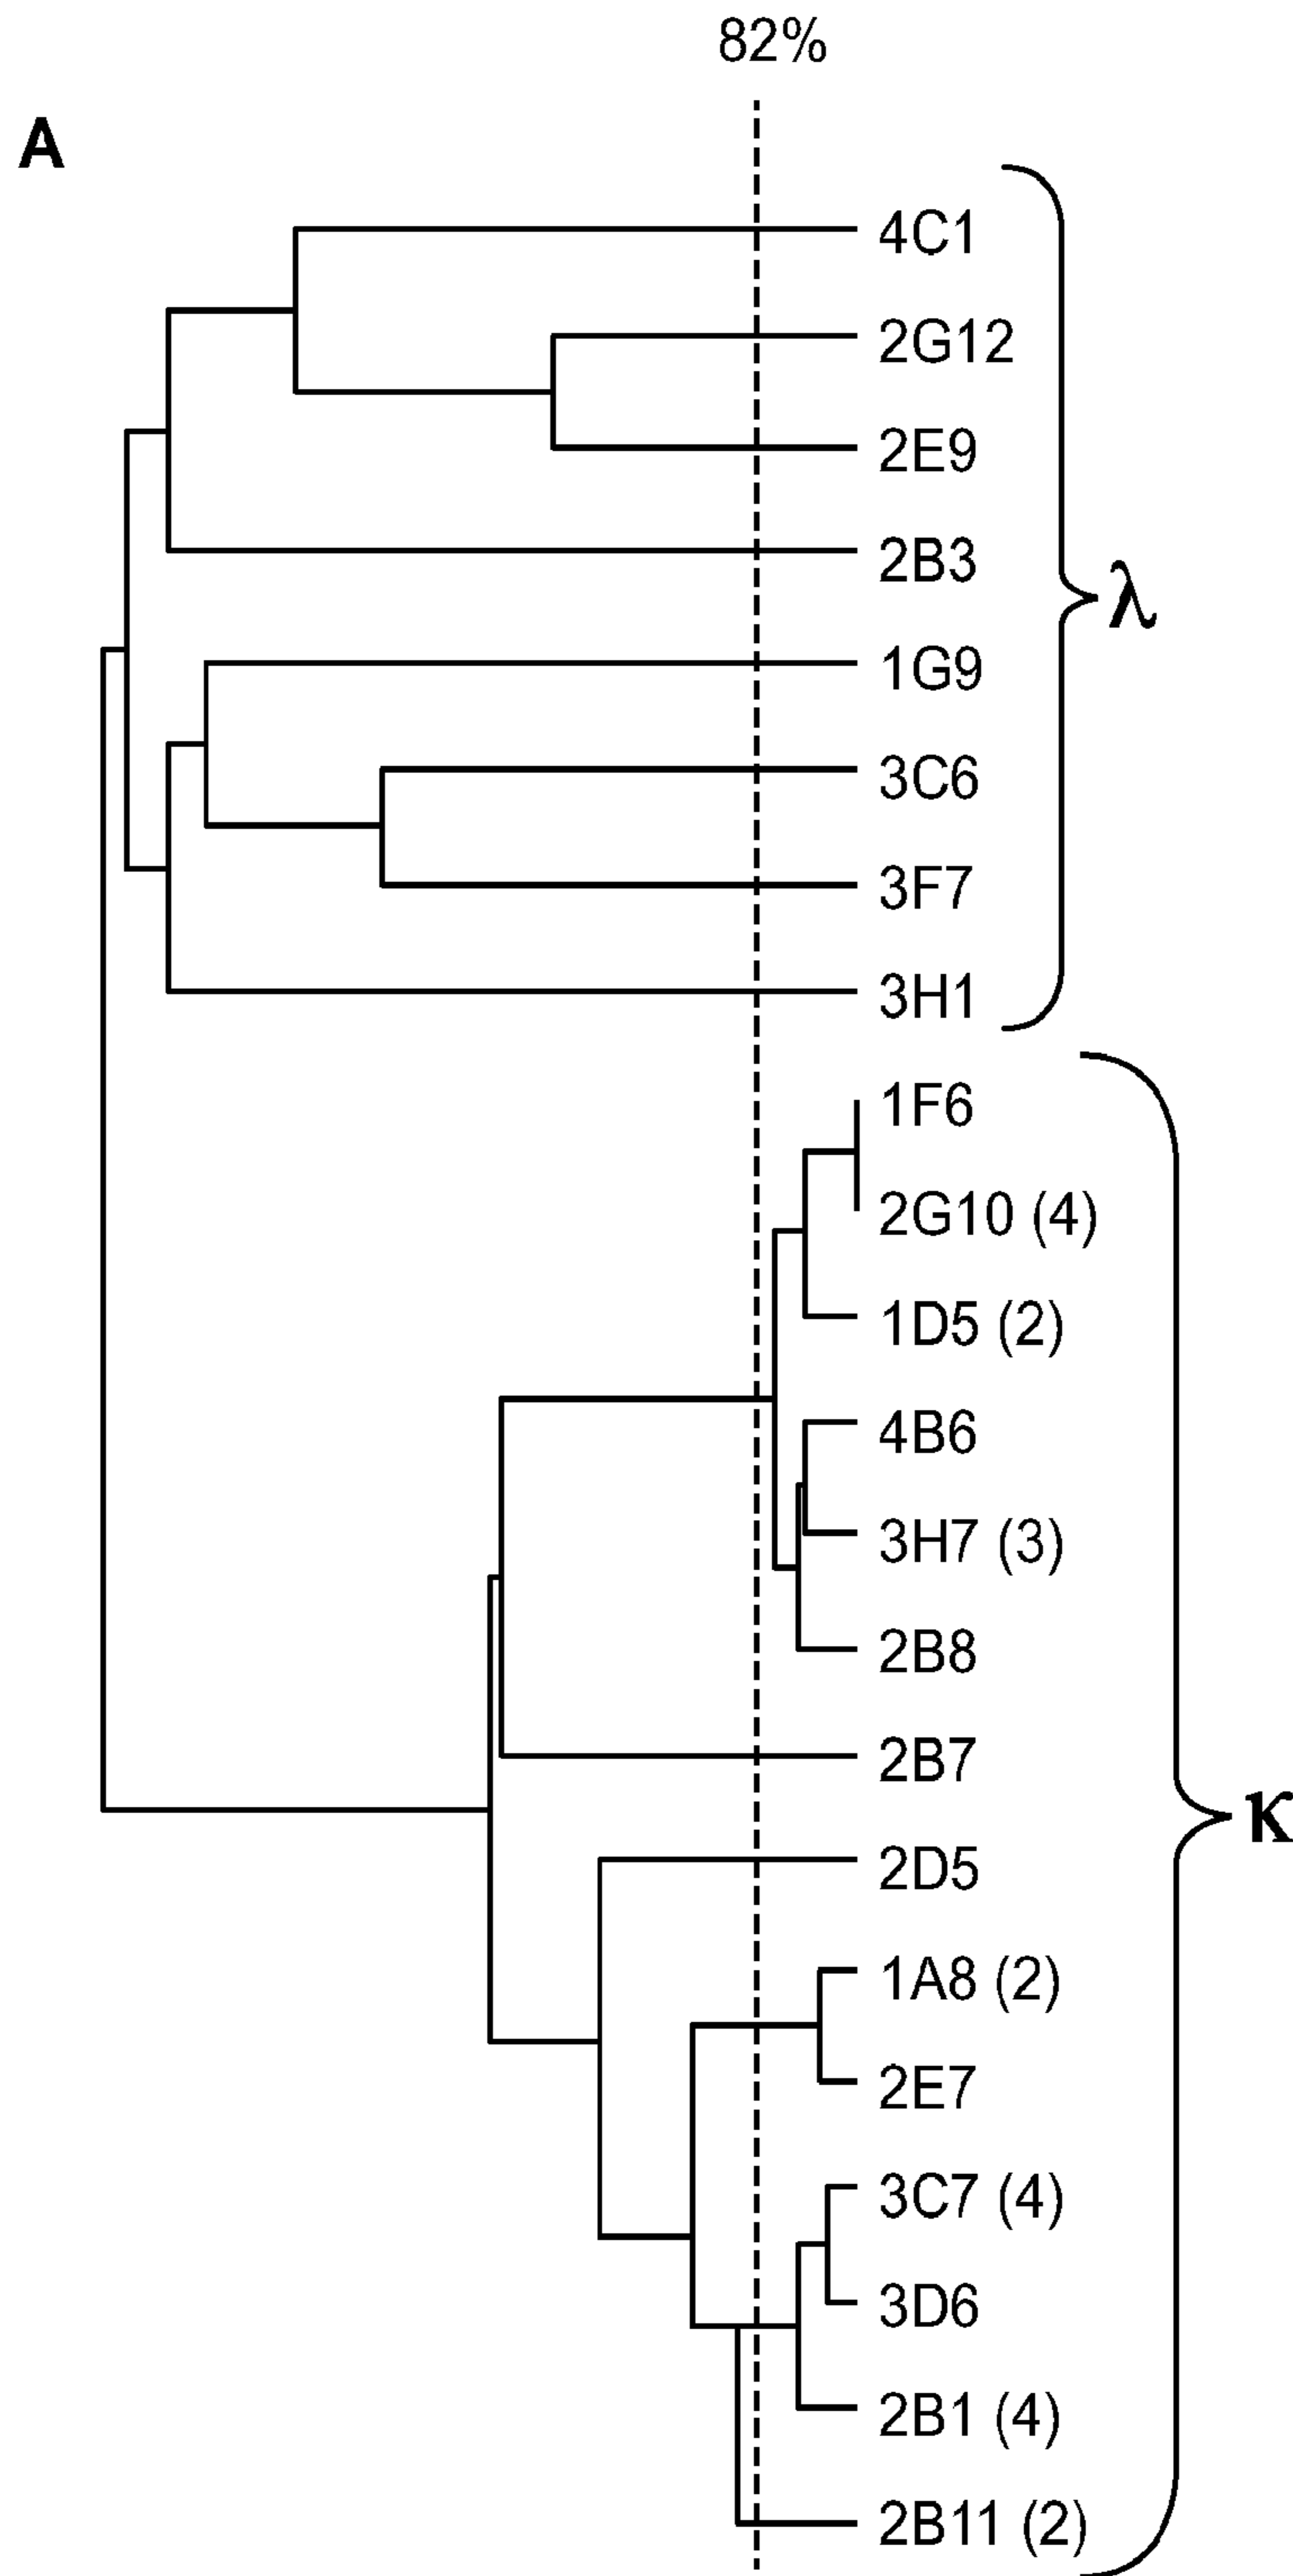 82%
A
4C1
2G12
2E9
2B3
λ
1G9
3C6
3F7
3H1
1F6
2G10 (4)
1D5 (2)
4B6
3H7 (3)
2B8
2B7
κ
2D5
1A8 (2)
2E7
3C7 (4)
3D6
2B1 (4)
2B11 (2)